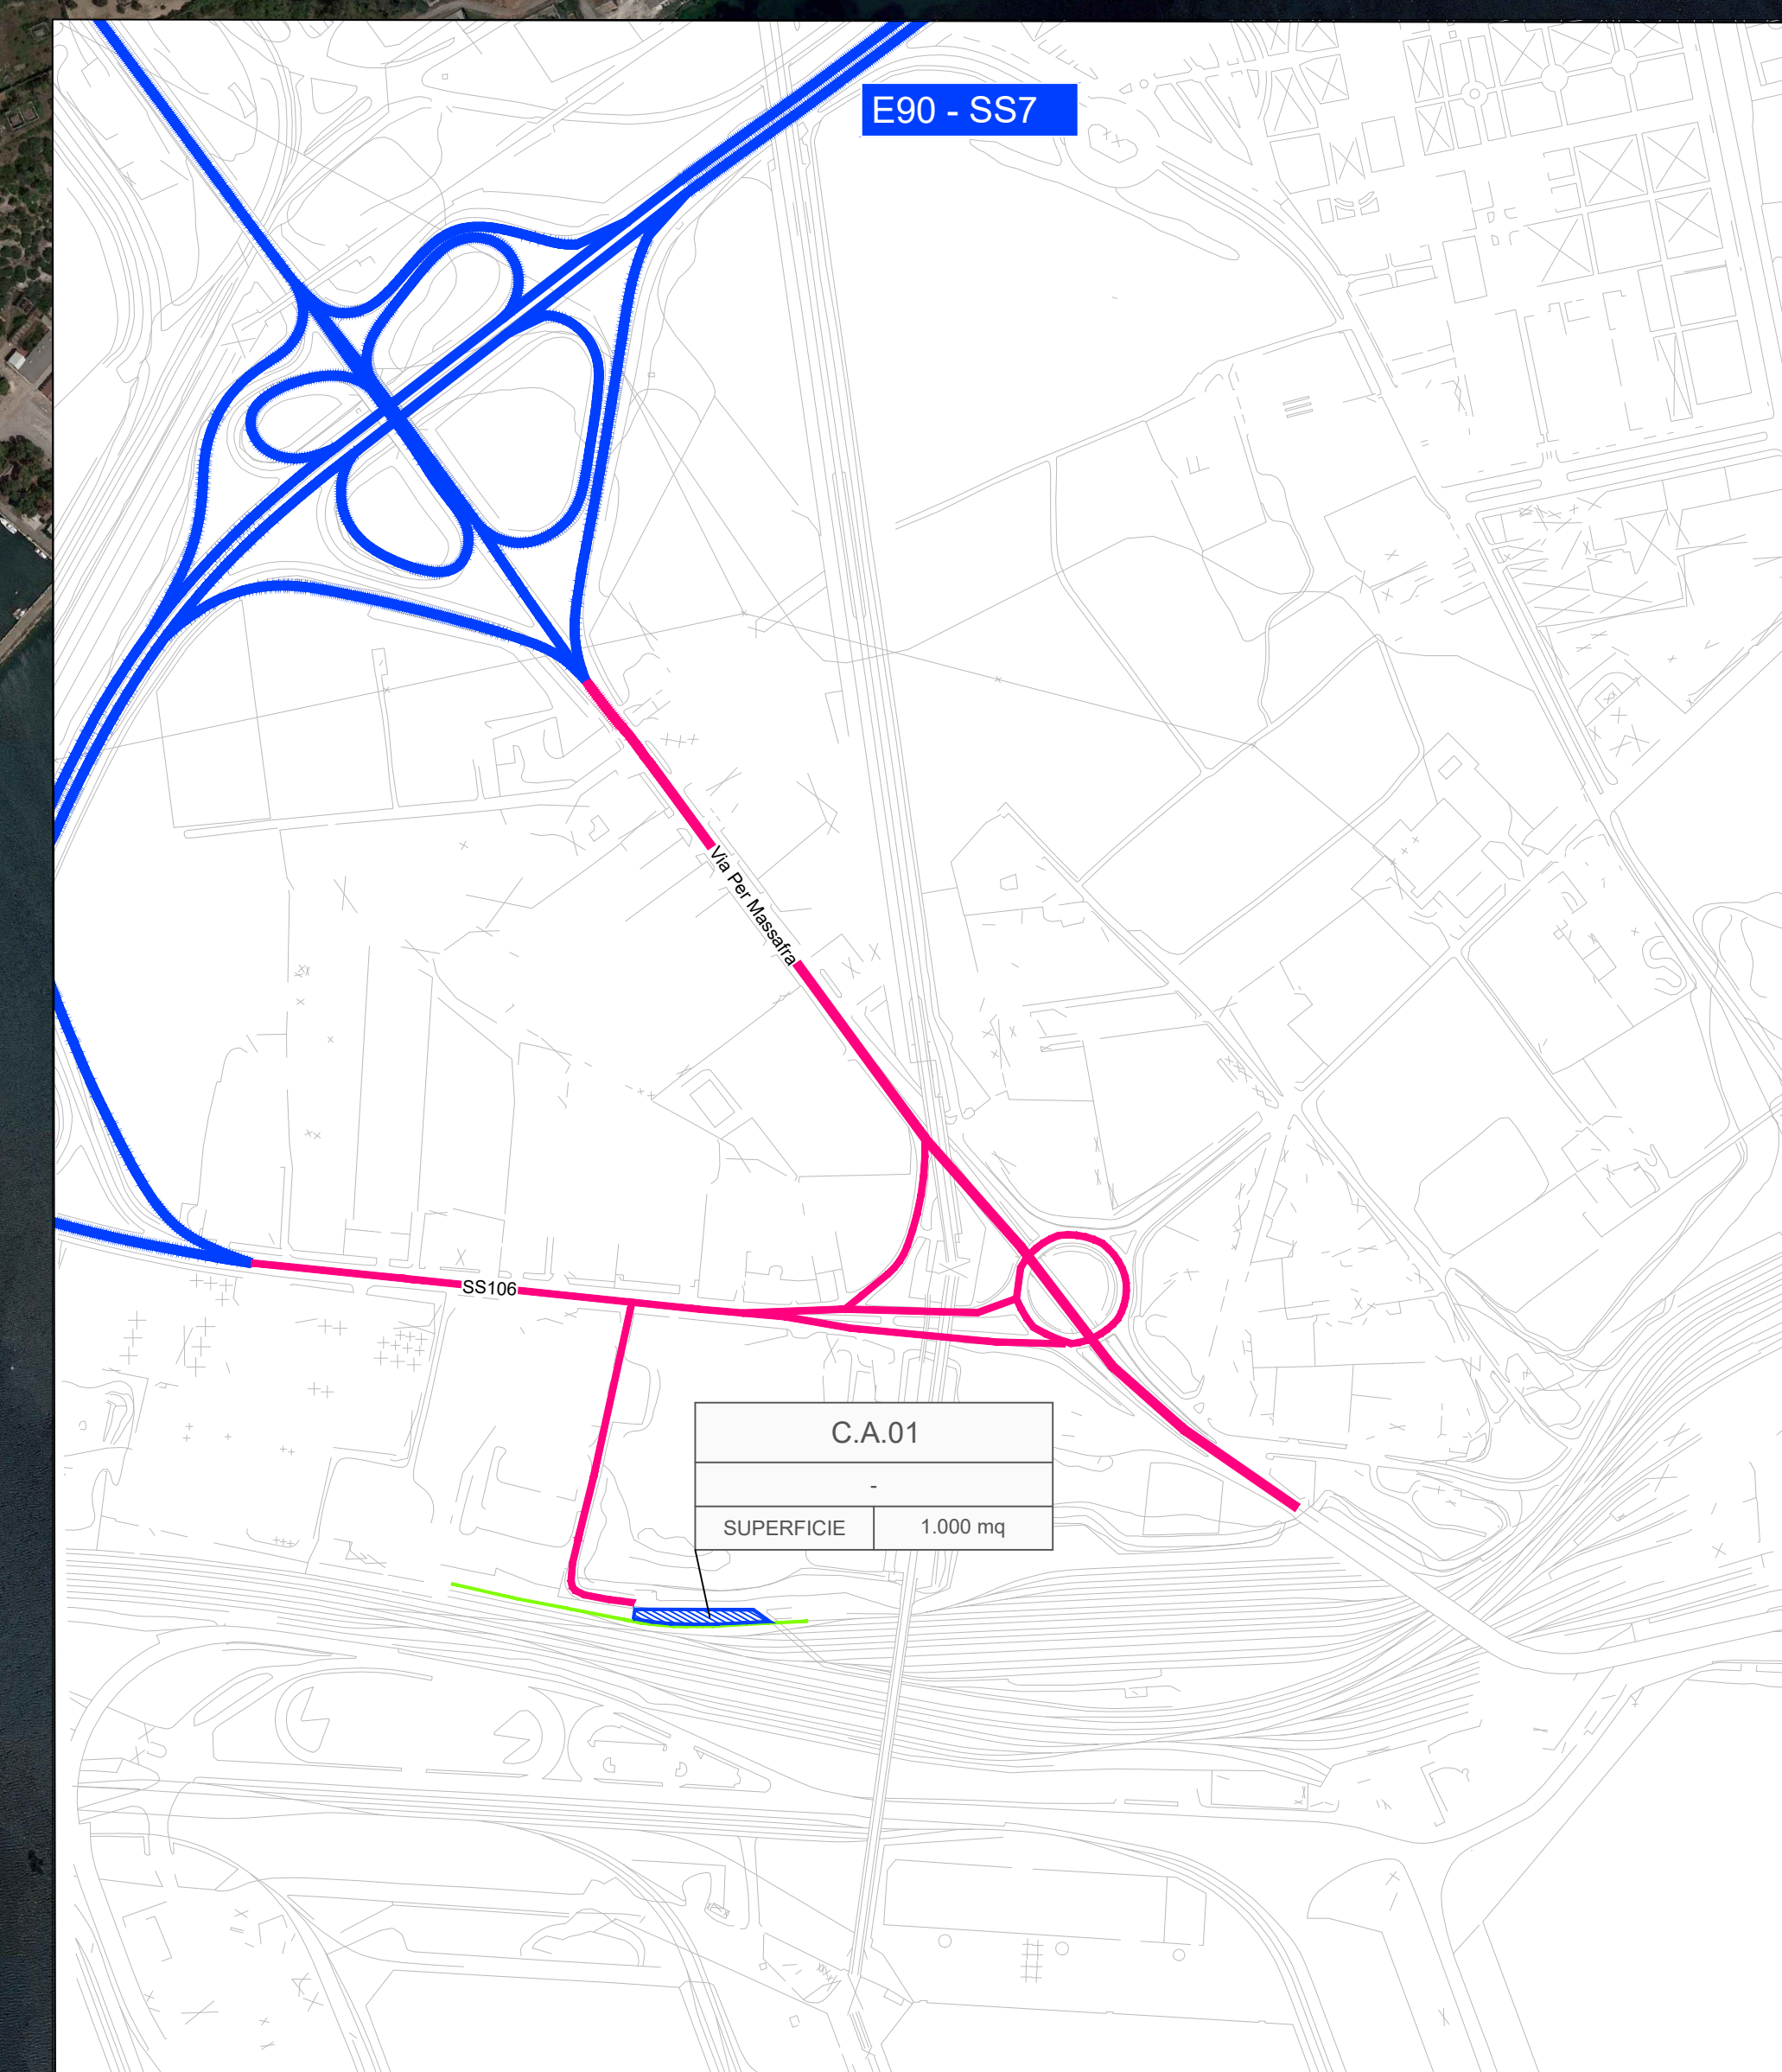 E90 - SS7
Via Per Massafra
SS106
C.A.01
-
SUPERFICIE 1.000 mq